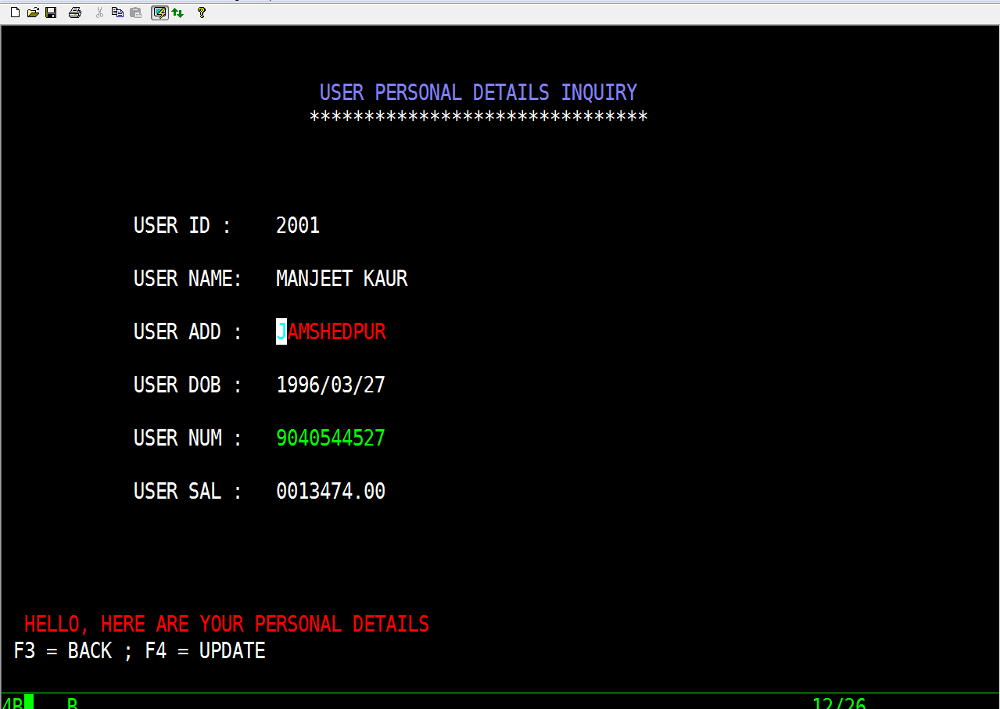 USER PERSONAL DETAILS INQUIRY
*******************************
USER ID : 2001
USER NAME: MANJEET KAUR
USER ADD : JAMSHEDPUR
USER DOB : 1996/03/27
USER NUM : 9040544527
USER SAL : 0013474.00
HELLO, HERE ARE YOUR PERSONAL DETAILS
F3 = BACK ; F4 = UPDATE
4B B 12/26